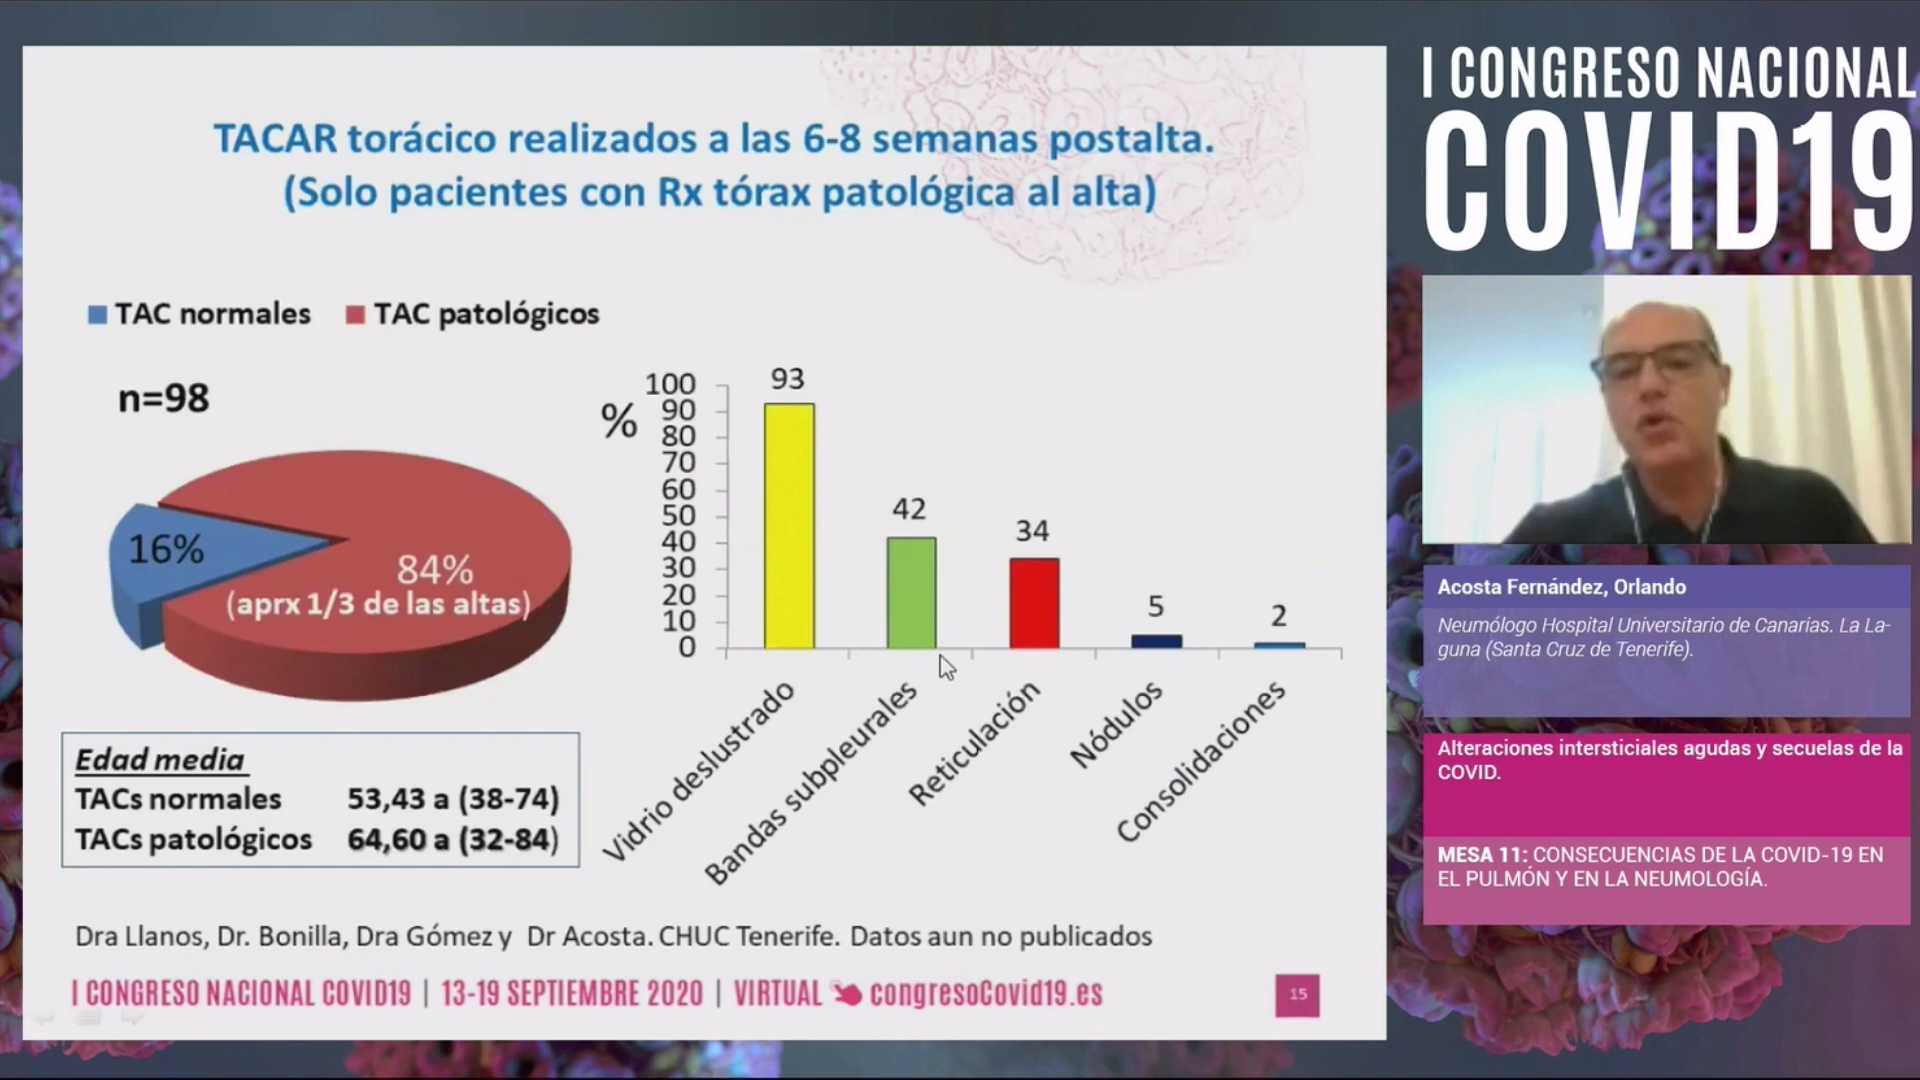 TACAR torácico realizados a las 6-8 semanas postalta.
(Solo pacientes con Rx tórax patológica al alta)
TAC normales
TAC patológicos
n=98
16%
84%
(aprx 1/3 de las altas)
%
100
90
80
70
60
50
40
30
20
10
0
93
42
34
5
2
Vidrio deslustrado
Bandas subpleurales
Reticulación
Nódulos
Consolidaciones
Edad media
TACs normales 53,43 a (38-74)
TACs patológicos 64,60 a (32-84)
Dra Llanos, Dr. Bonilla, Dra Gómez y Dr Acosta. CHUC Tenerife. Datos aun no publicados
I CONGRESO NACIONAL COVID19 | 13-19 SEPTIEMBRE 2020 | VIRTUAL congresoCovid19.es
15
I CONGRESO NACIONAL
COVID19
Acosta Fernández, Orlando
Neumólogo Hospital Universitario de Canarias. La La-
guna (Santa Cruz de Tenerife).
Alteraciones intersticiales agudas y secuelas de la
COVID.
MESA 11: CONSECUENCIAS DE LA COVID-19 EN
EL PULMÓN Y EN LA NEUMOLOGÍA.